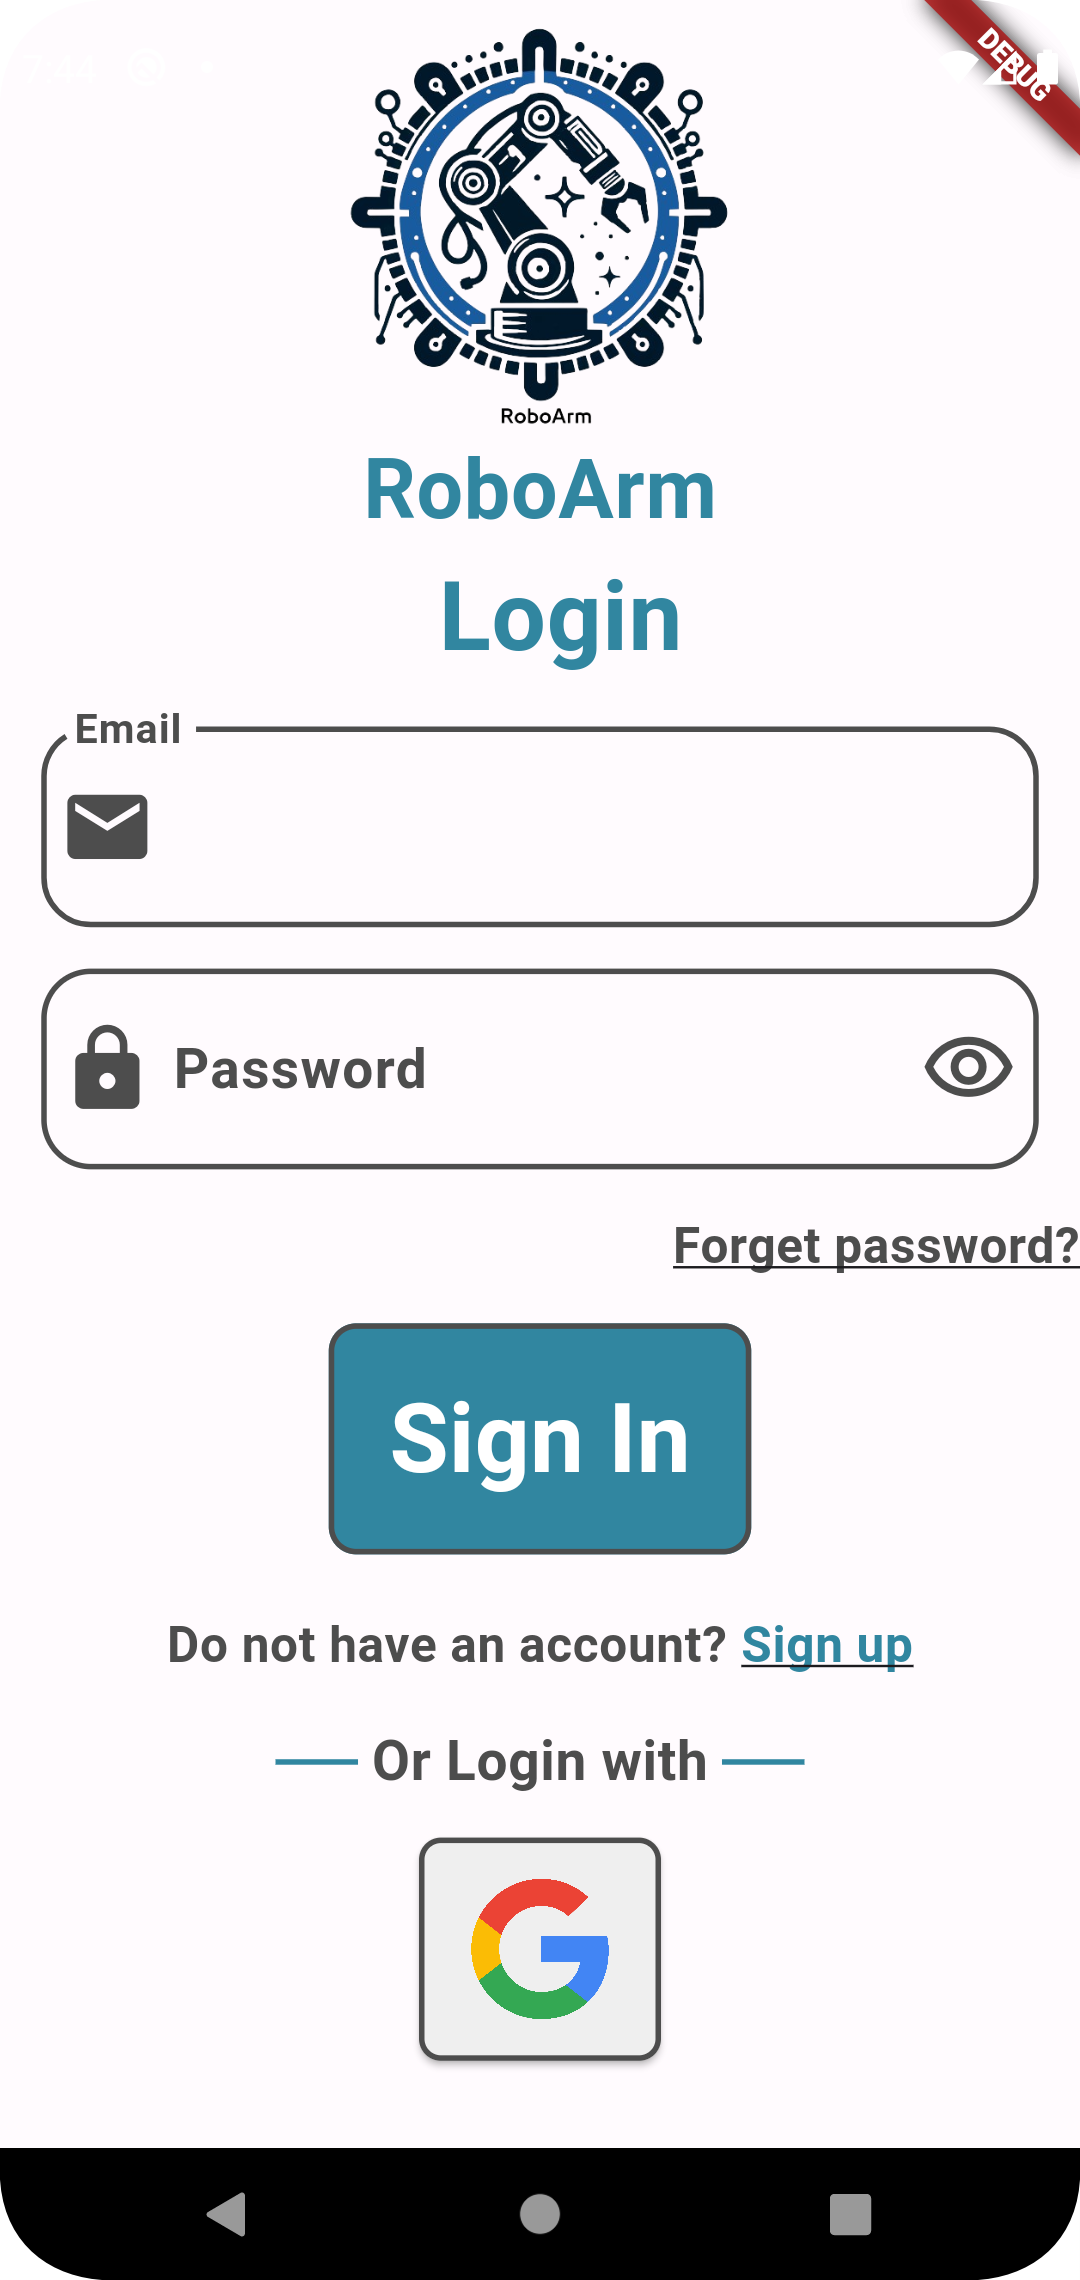 DEBUG
RoboArm
RoboArm
Login
Email
Password
Forget password?
Sign In
Do not have an account? Sign up
Or Login with